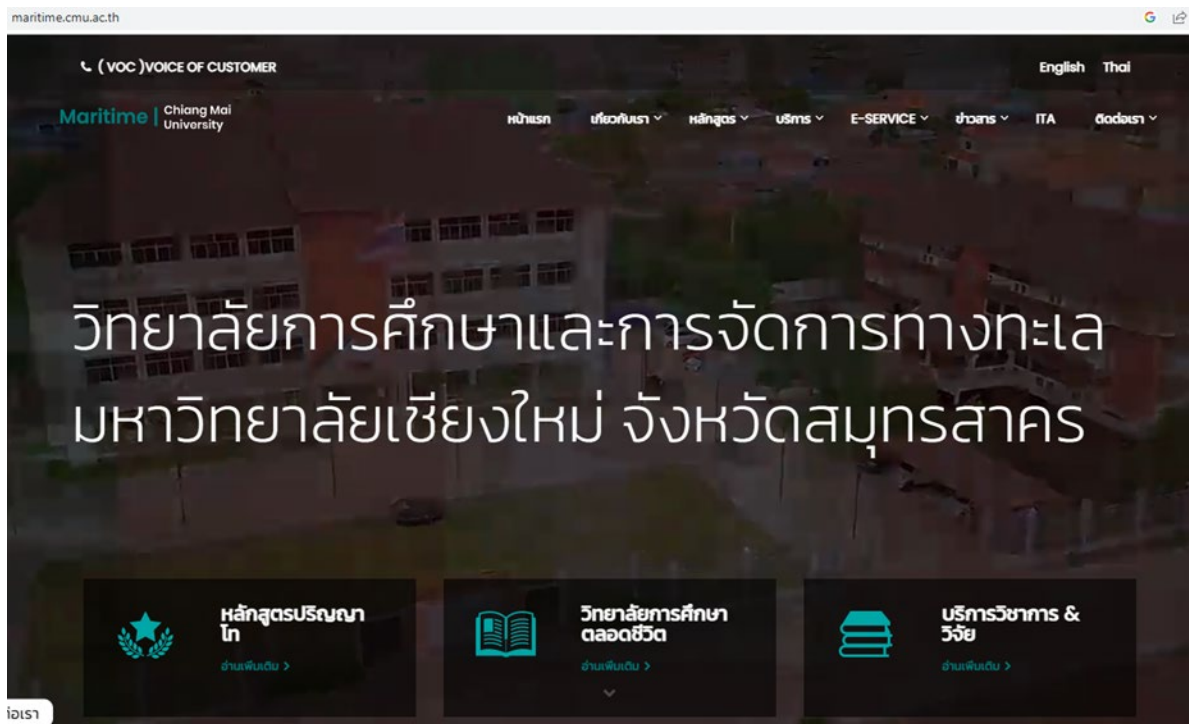 maritime.cmu.ac.th
( VOC )VOICE OF CUSTOMER
English Thai
Maritime | Chiang Mai
University
หน้าแรก เกี่ยวกับเรา หลักสูตร บริการ E-SERVICE ข่าวสาร ITA ติดต่อเรา
วิทยาลัยการศึกษาและการจัดการทางทะเล
มหาวิทยาลัยเชียงใหม่ จังหวัดสมุทรสาคร
หลักสูตรปริญญา
โท
อ่านเพิ่มเติม >
วิทยาลัยการศึกษา
ตลอดชีวิต
อ่านเพิ่มเติม >
บริการวิชาการ &
วิจัย
อ่านเพิ่มเติม >